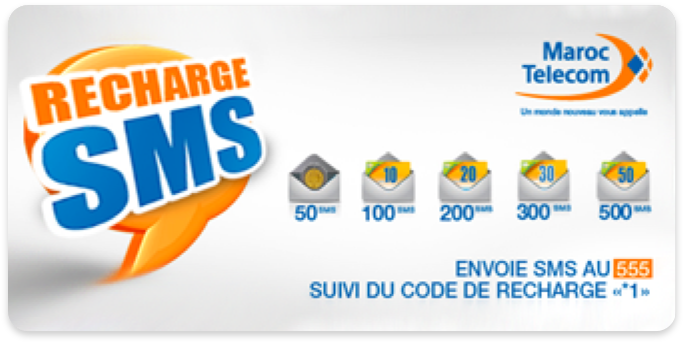 RECHARGE
SMS
Maroc
Telecom
Un monde nouveau vous appelle
10
20
30
50
50 SMS
100 SMS
200 SMS
300 SMS
500 SMS
ENVOIE SMS AU 555
SUIVI DU CODE DE RECHARGE «*1»